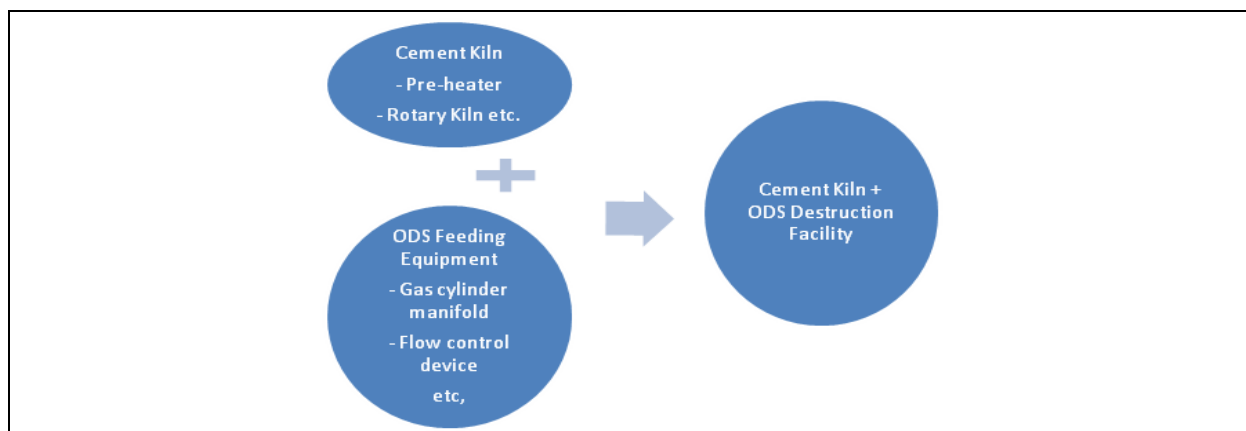 Cement Kiln
- Pre-heater
- Rotary Kiln etc.
ODS Feeding
Equipment
- Gas cylinder
manifold
- Flow control
device
etc,
Cement Kiln +
ODS Destruction
Facility